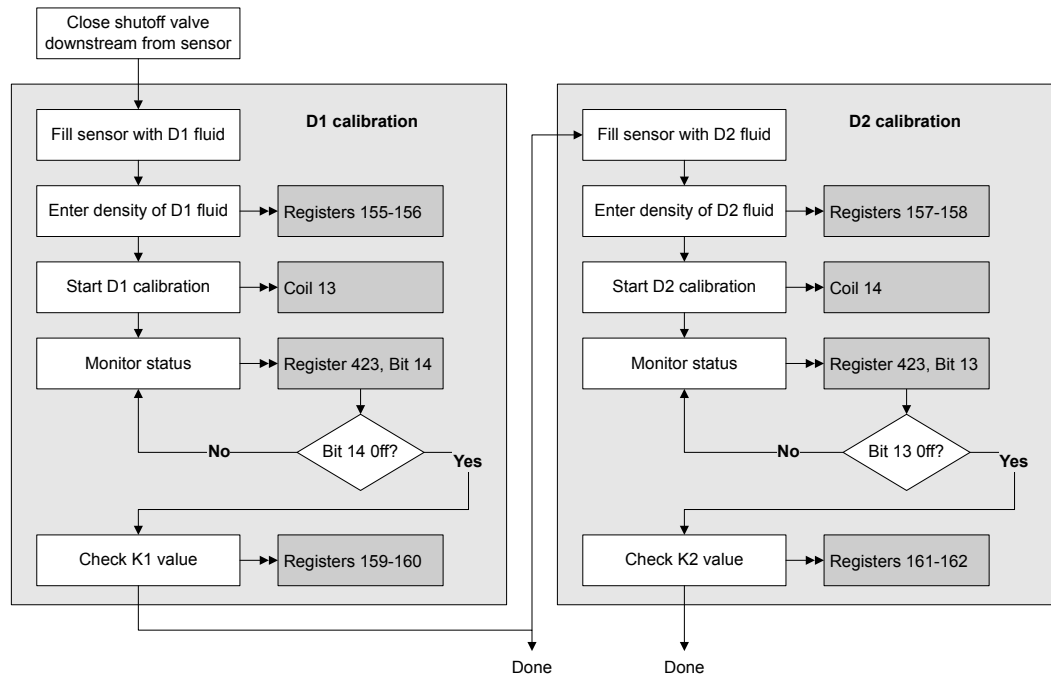 Close shutoff valve
downstream from sensor
D1 calibration
Fill sensor with D1 fluid
Enter density of D1 fluid
Registers 155-156
Start D1 calibration
Coil 13
Monitor status
Register 423, Bit 14
Bit 14 Off?
No
Yes
Check K1 value
Registers 159-160
Done
D2 calibration
Fill sensor with D2 fluid
Enter density of D2 fluid
Registers 157-158
Start D2 calibration
Coil 14
Monitor status
Register 423, Bit 13
Bit 13 Off?
No
Yes
Check K2 value
Registers 161-162
Done